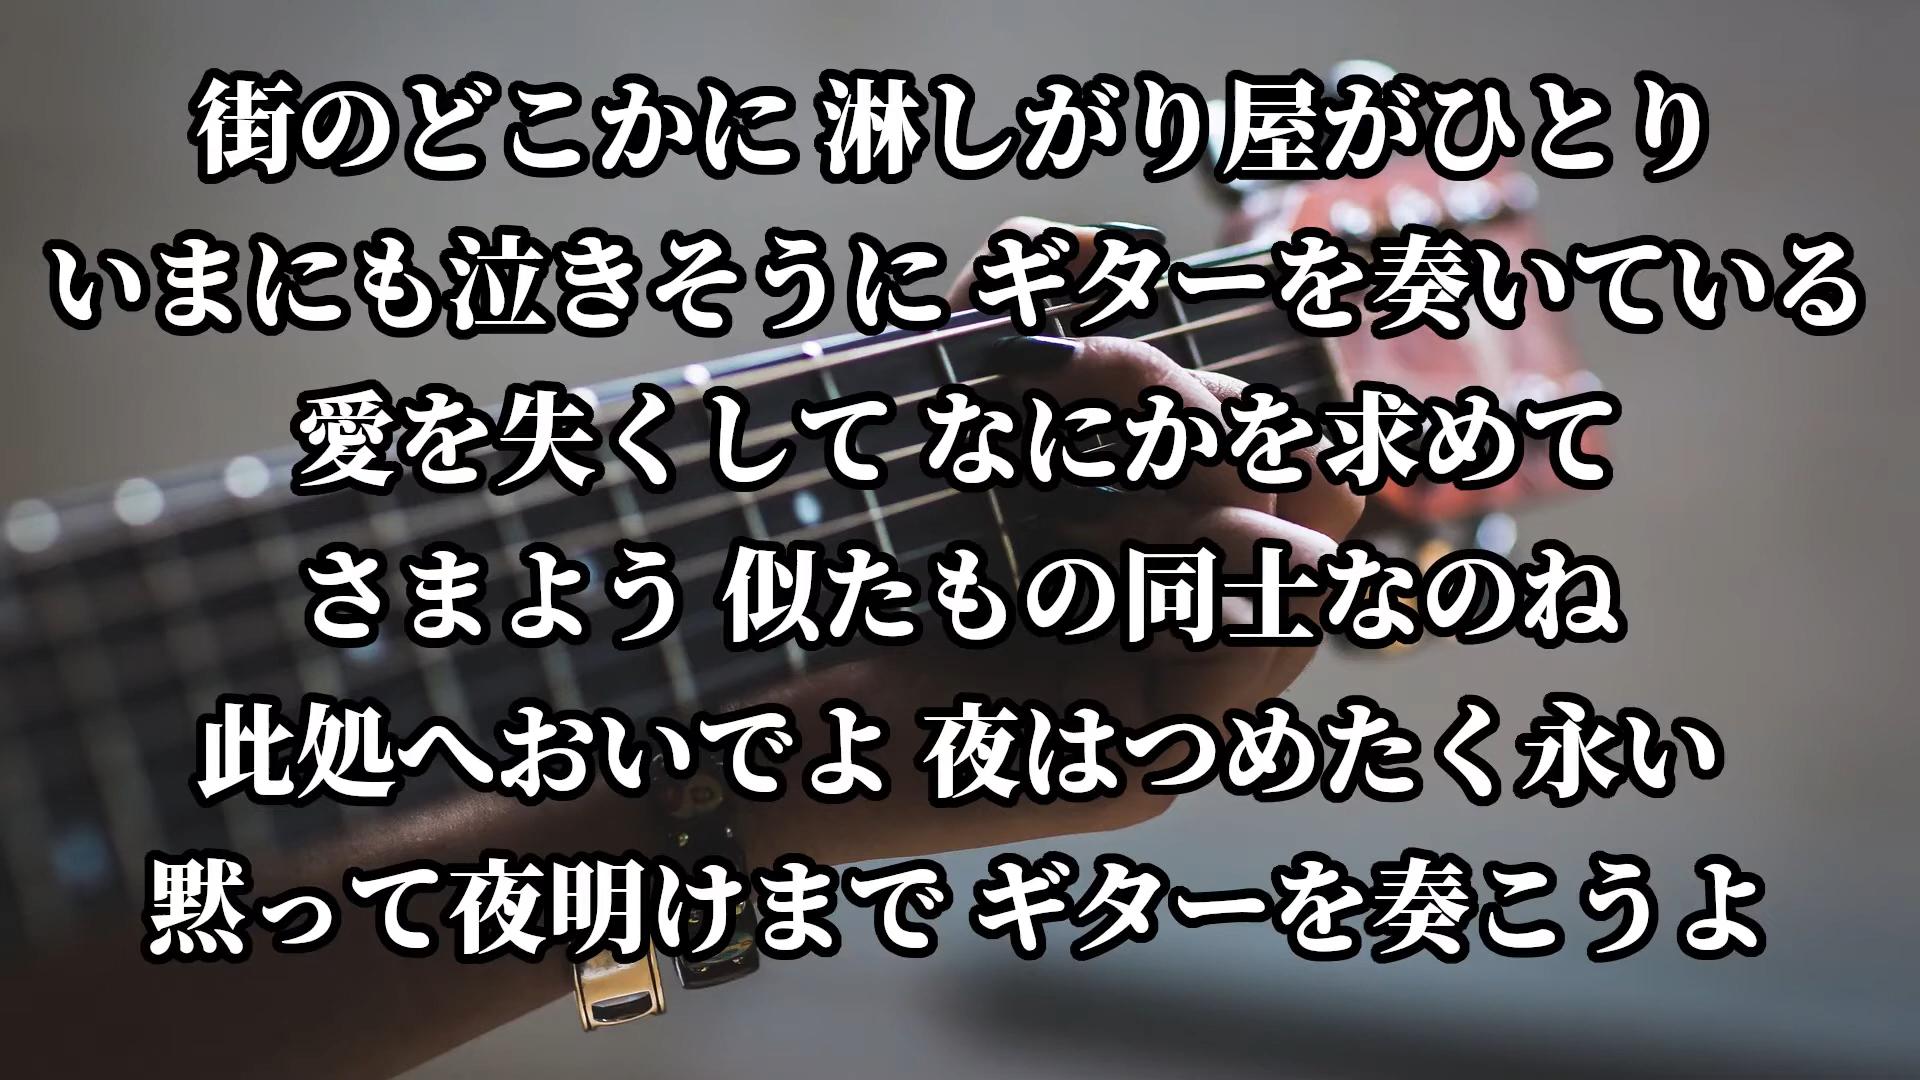 街のどこかに 淋しがり屋がひとり
いまにも泣きそうに ギターを奏いている
愛を失くして なにかを求めて
さまよう 似たもの同士なのね
此処へおいでよ 夜はつめたく永い
黙って夜明けまで ギターを奏こうよ